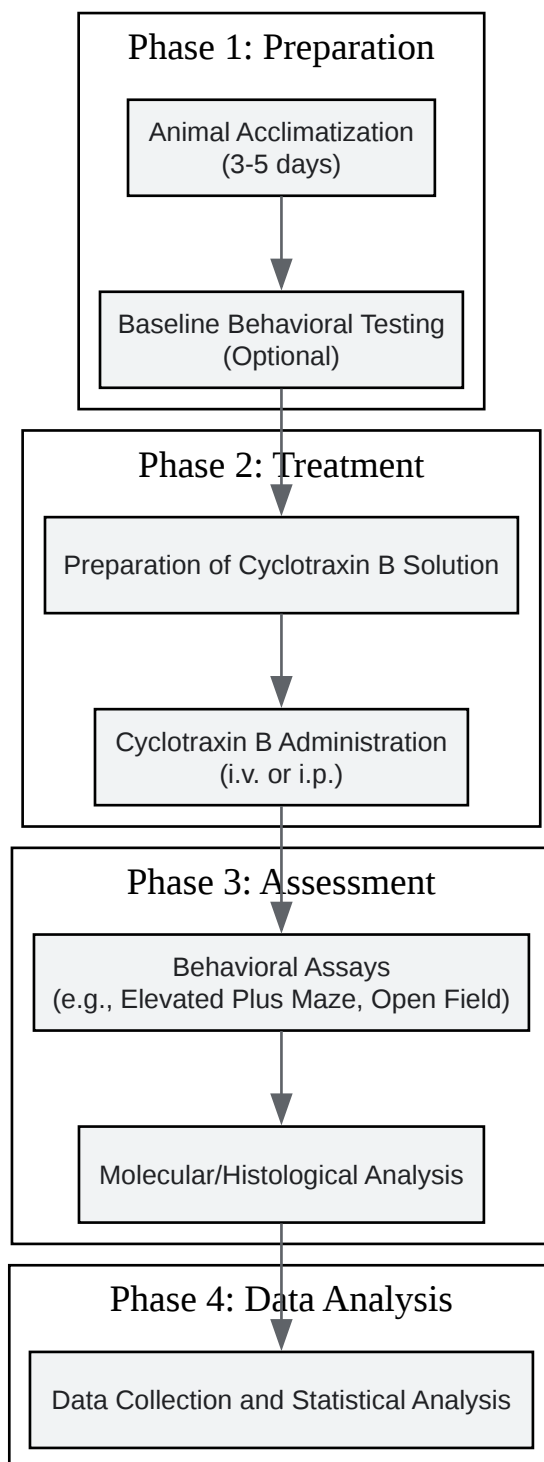 Phase 1: Preparation
Animal Acclimatization
(3-5 days)
Baseline Behavioral Testing
(Optional)
Phase 2: Treatment
Preparation of Cyclotraxin B Solution
Cyclotraxin B Administration
(i.v. or i.p.)
Phase 3: Assessment
Behavioral Assays
(e.g., Elevated Plus Maze, Open Field)
Molecular/Histological Analysis
Phase 4: Data Analysis
Data Collection and Statistical Analysis